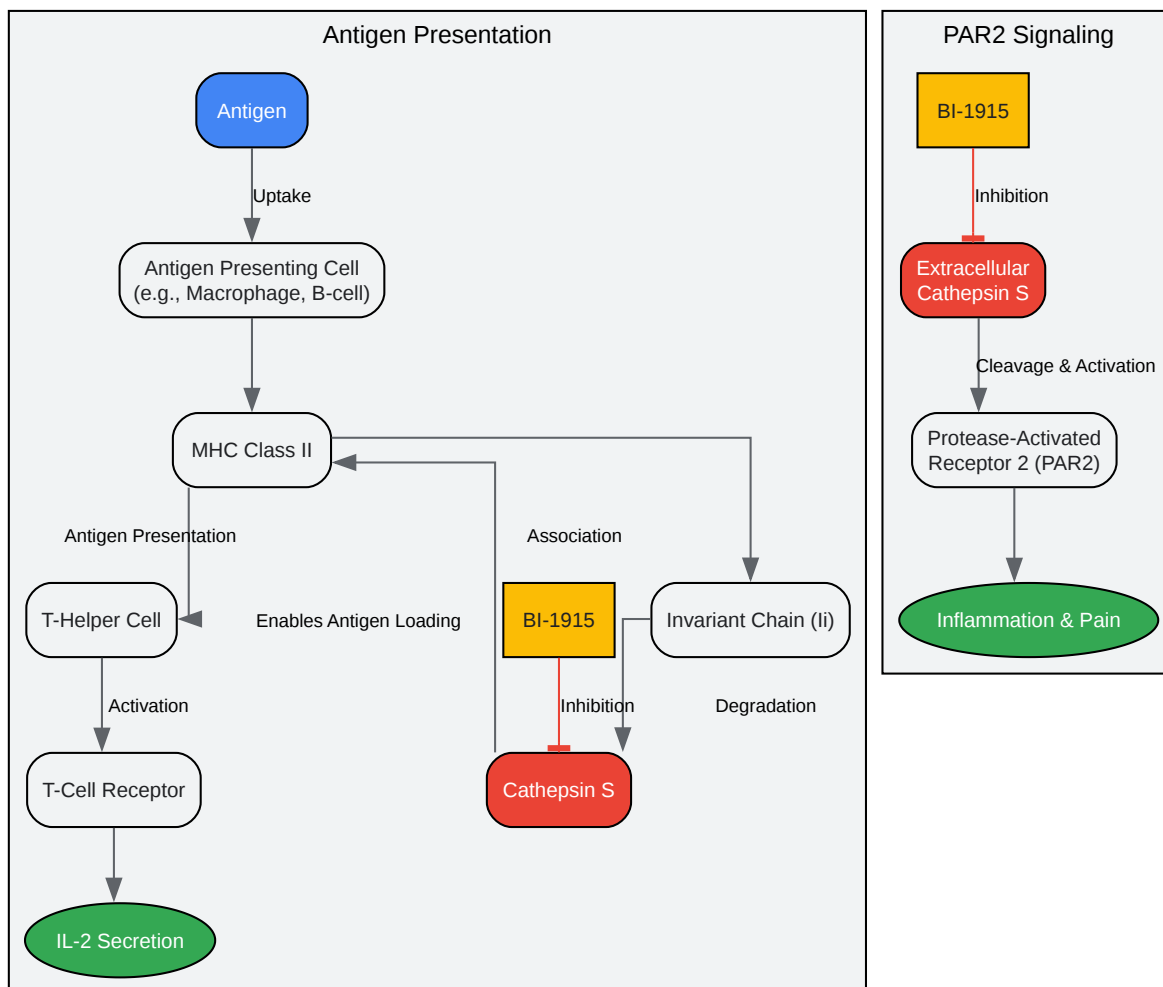 Antigen Presentation
Antigen
Uptake
Antigen Presenting Cell
(e.g., Macrophage, B-cell)
MHC Class II
Antigen Presentation
Association
T-Helper Cell
Enables Antigen Loading
BI-1915
Invariant Chain (Ii)
Activation
Inhibition
Degradation
T-Cell Receptor
Cathepsin S
IL-2 Secretion
PAR2 Signaling
BI-1915
Inhibition
Extracellular
Cathepsin S
Cleavage & Activation
Protease-Activated
Receptor 2 (PAR2)
Inflammation & Pain